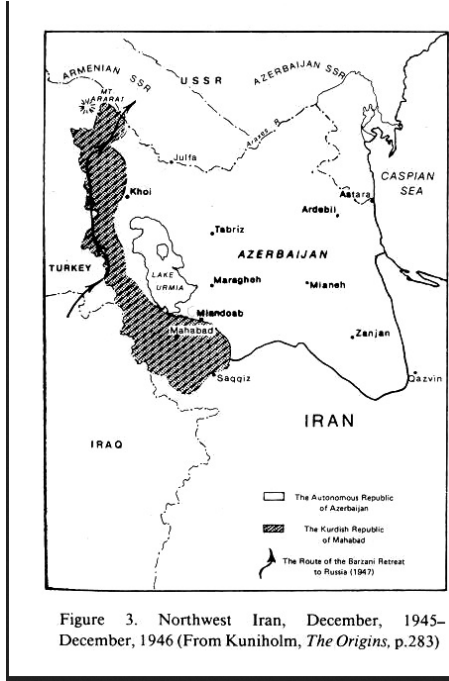 ARMENIAN SSR
USSR
AZERBAIJAN SSR
MT.
ARARAT
Araxes R.
Julfa
CASPIAN
SEA
Khoi
Astara
Ardebil
Tabriz
AZERBAIJAN
TURKEY
LAKE
URMIA
Maragheh
Mianeh
Miandoab
Mahabad
Zanjan
Saqqiz
Qazvin
IRAN
IRAQ
The Autonomous Republic
of Azerbaijan
The Kurdish Republic
of Mahabad
The Route of the Barzani Retreat
to Russia (1947)
Figure 3. Northwest Iran, December, 1945–
December, 1946 (From Kuniholm, The Origins, p.283)